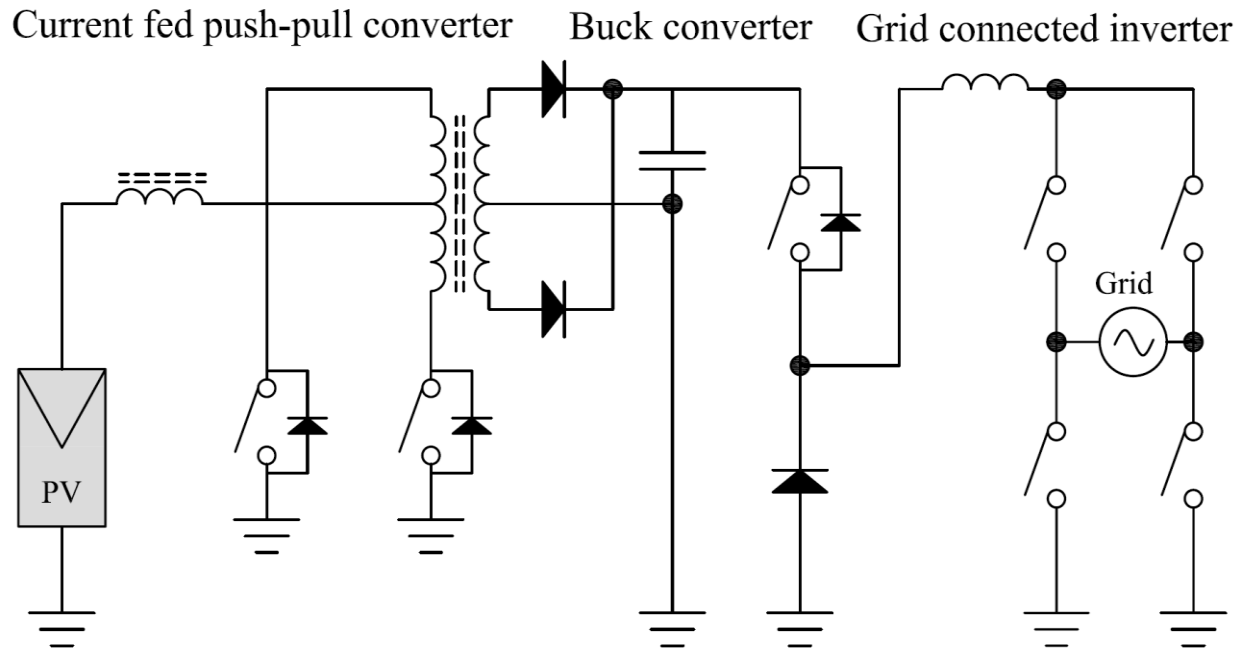 Current fed push-pull converter
Buck converter
Grid connected inverter
Grid
PV